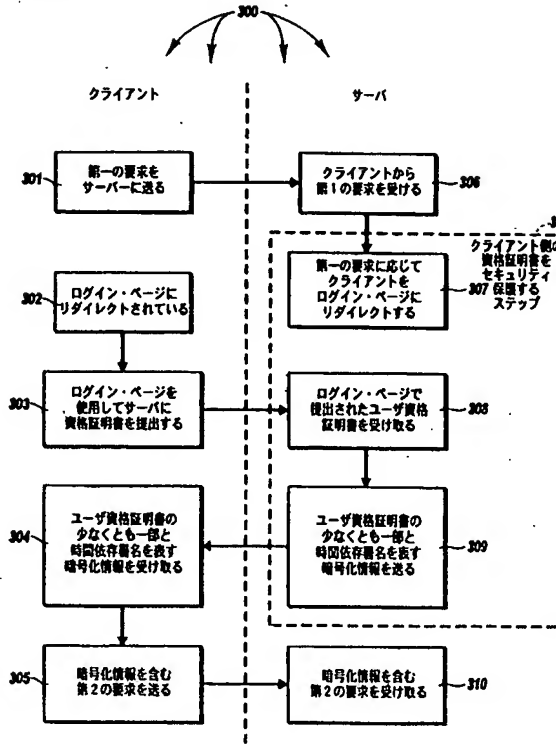 300
クライアント
サーバ
301
第一の要求を
サーバーに送る
クライアントから
第1の要求を受ける
306
クライアント側の
資格証明書を
セキュリティ
保護する
ステップ
302
ログイン・ページに
リダイレクトされている
第一の要求に応じて
クライアントを
ログイン・ページに
リダイレクトする
307
303
ログイン・ページを
使用してサーバに
資格証明書を提出する
ログイン・ページで
提出されたユーザ資格
証明書を受け取る
308
304
ユーザ資格証明書の
少なくとも一部と
時間依存署名を表す
暗号化情報を受け取る
ユーザ資格証明書の
少なくとも一部と
時間依存署名を表す
暗号化情報を送る
309
305
暗号化情報を含む
第2の要求を送る
暗号化情報を含む
第2の要求を受け取る
310